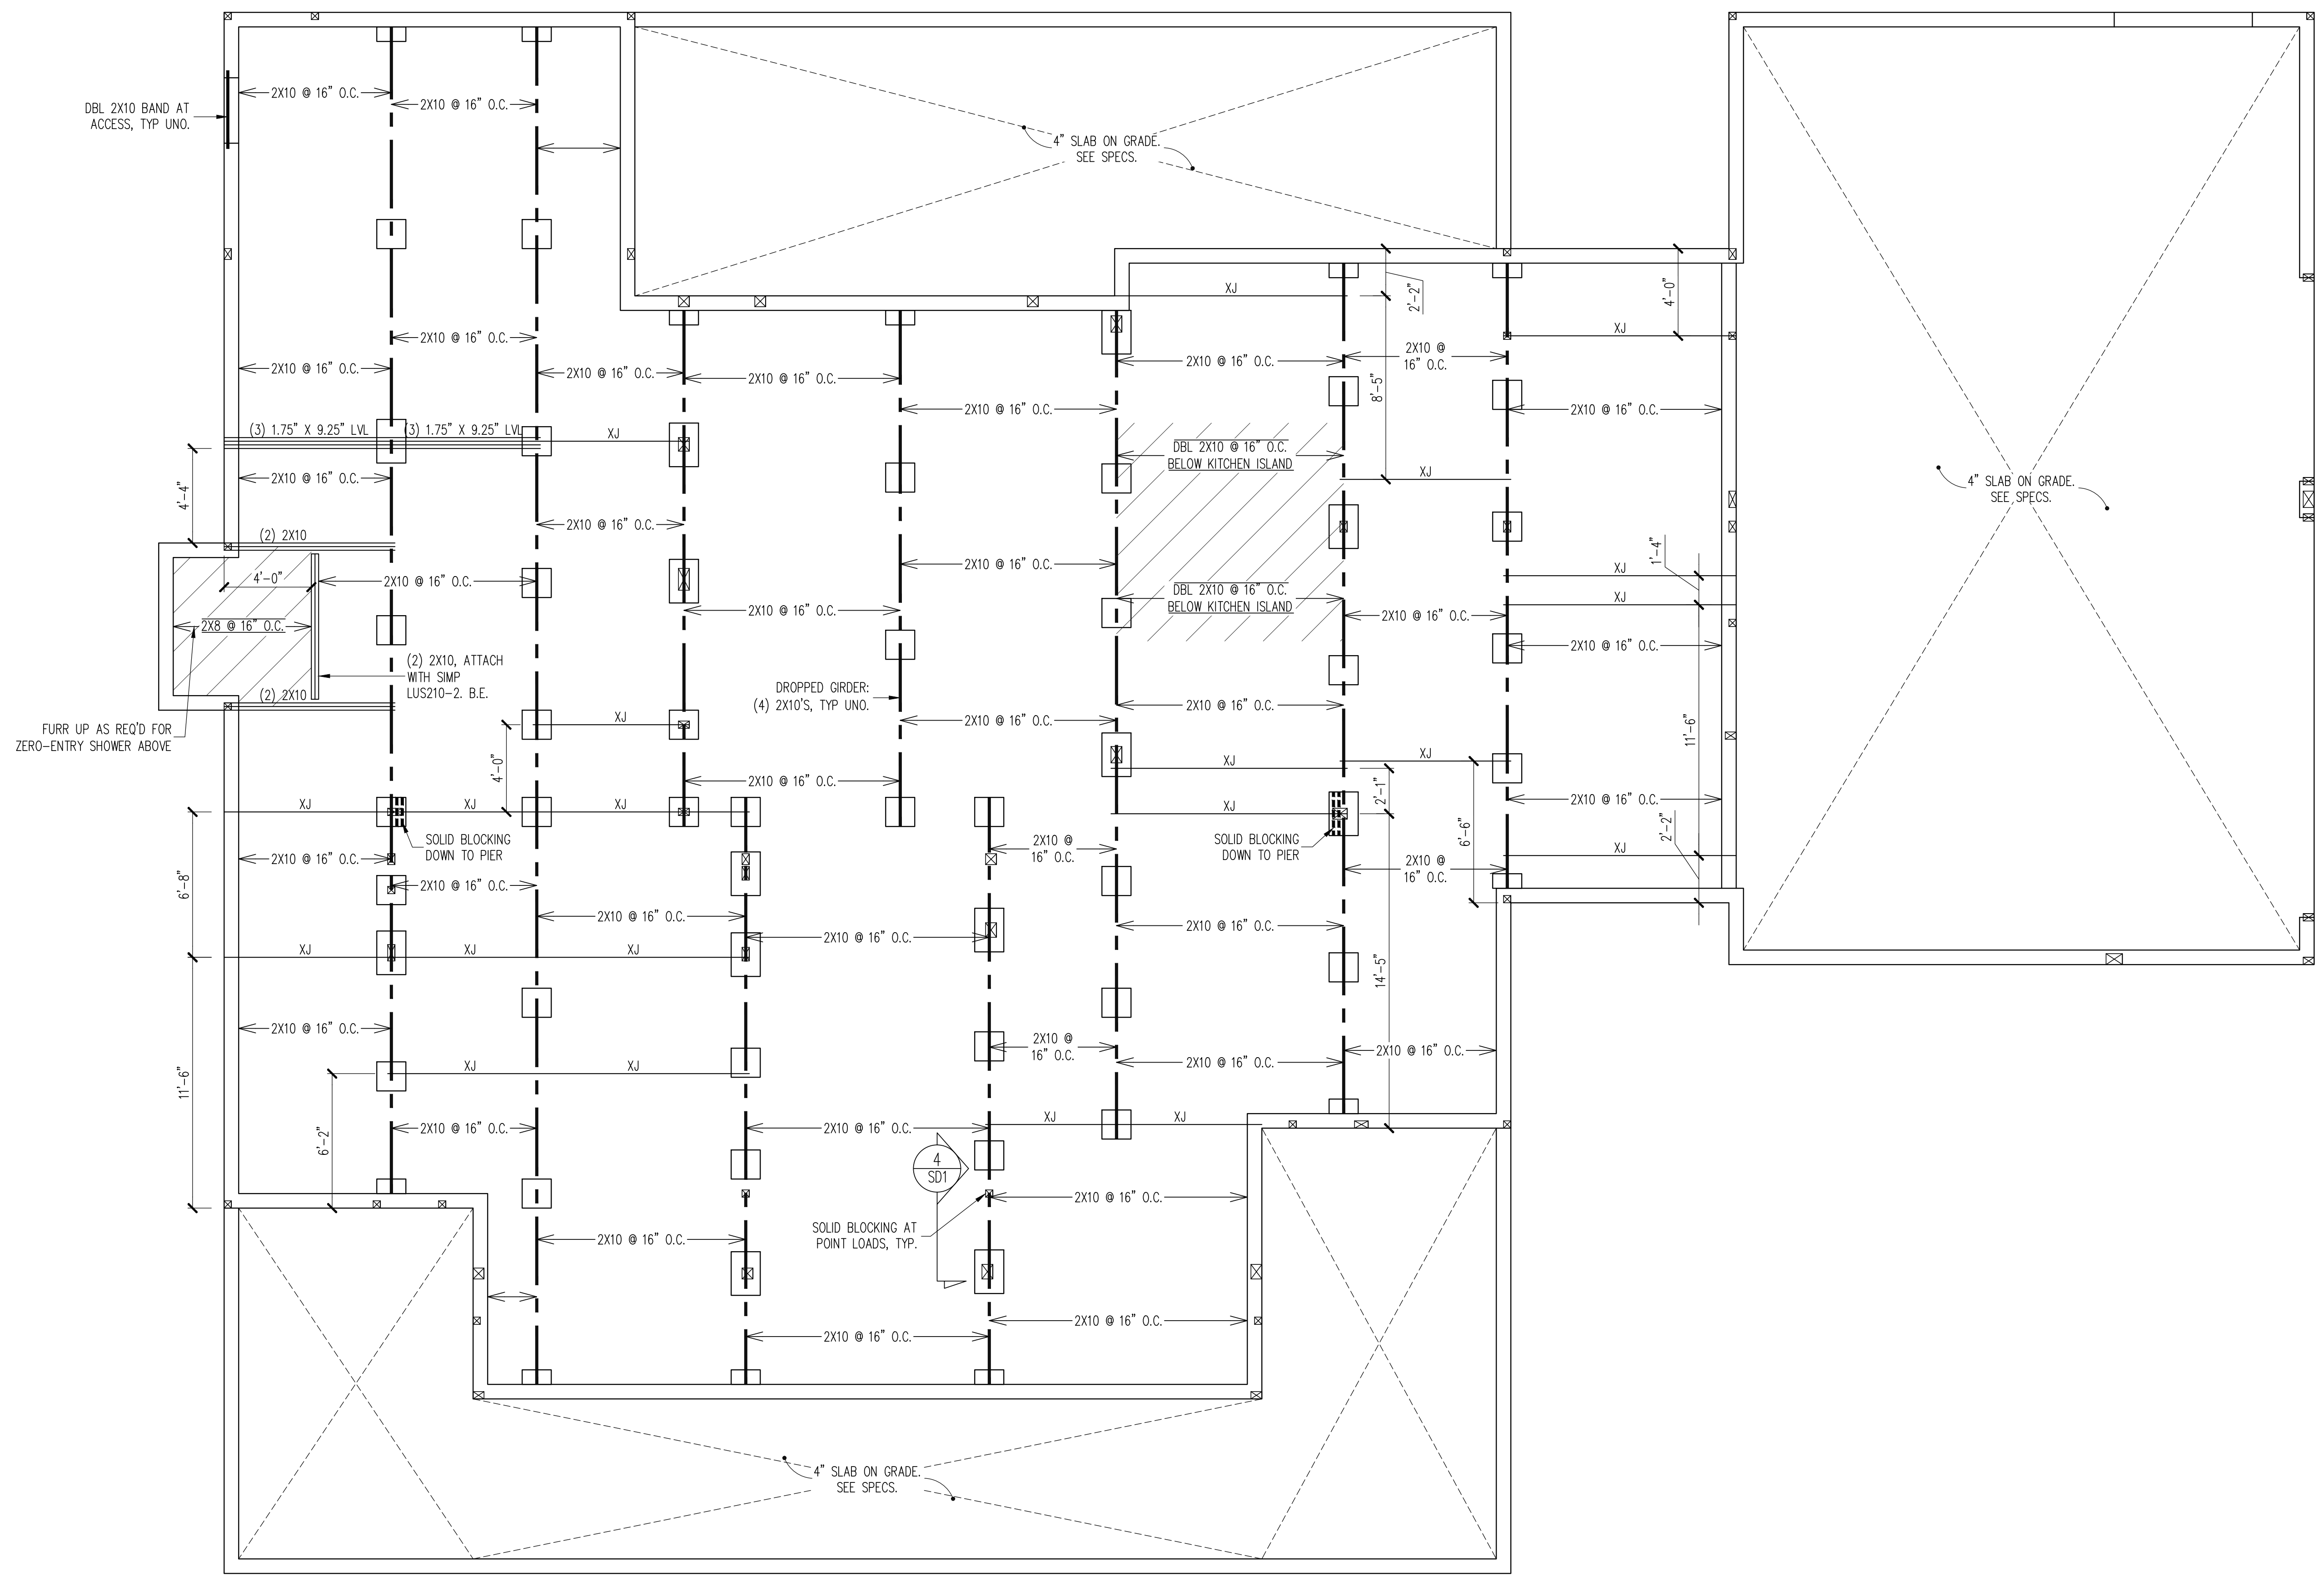 2X10 @ 16" O.C.
2X10 @ 16" O.C.
DBL 2X10 BAND AT
ACCESS, TYP UNO.
4" SLAB ON GRADE.
SEE SPECS.
XJ
2'-2"
4'-0"
XJ
2X10 @ 16" O.C.
2X10 @ 16" O.C.
2X10 @ 16" O.C.
2X10 @ 16" O.C.
2X10 @ 16" O.C.
2X10 @
16" O.C.
8'-5"
2X10 @ 16" O.C.
2X10 @ 16" O.C.
(3) 1.75" X 9.25" LVL
(3) 1.75" X 9.25" LVL
XJ
DBL 2X10 @ 16" O.C.
BELOW KITCHEN ISLAND
XJ
2X10 @ 16" O.C.
4'-4"
4" SLAB ON GRADE.
SEE SPECS.
2X10 @ 16" O.C.
(2) 2X10
1'-4"
2X10 @ 16" O.C.
XJ
4'-0"
2X10 @ 16" O.C.
DBL 2X10 @ 16" O.C.
BELOW KITCHEN ISLAND
XJ
2X10 @ 16" O.C.
2X10 @ 16" O.C.
2X8 @ 16" O.C.
2X10 @ 16" O.C.
(2) 2X10, ATTACH
WITH SIMP
LUS210-2. B.E.
(2) 2X10
DROPPED GIRDER:
(4) 2X10'S, TYP UNO.
2X10 @ 16" O.C.
FURR UP AS REQ'D FOR
ZERO-ENTRY SHOWER ABOVE
XJ
2X10 @ 16" O.C.
11'-6"
4'-0"
XJ
XJ
2X10 @ 16" O.C.
2'-1"
2X10 @ 16" O.C.
XJ
XJ
XJ
XJ
6'-6"
2'-2"
SOLID BLOCKING
DOWN TO PIER
2X10 @
16" O.C.
SOLID BLOCKING
DOWN TO PIER
XJ
2X10 @ 16" O.C.
2X10 @
16" O.C.
6'-8"
2X10 @ 16" O.C.
2X10 @ 16" O.C.
2X10 @ 16" O.C.
2X10 @ 16" O.C.
XJ
XJ
XJ
14'-5"
2X10 @ 16" O.C.
2X10 @
16" O.C.
2X10 @ 16" O.C.
2X10 @ 16" O.C.
XJ
XJ
11'-6"
6'-2"
XJ
XJ
2X10 @ 16" O.C.
2X10 @ 16" O.C.
4
SD1
2X10 @ 16" O.C.
SOLID BLOCKING AT
POINT LOADS, TYP.
2X10 @ 16" O.C.
2X10 @ 16" O.C.
2X10 @ 16" O.C.
4" SLAB ON GRADE.
SEE SPECS.